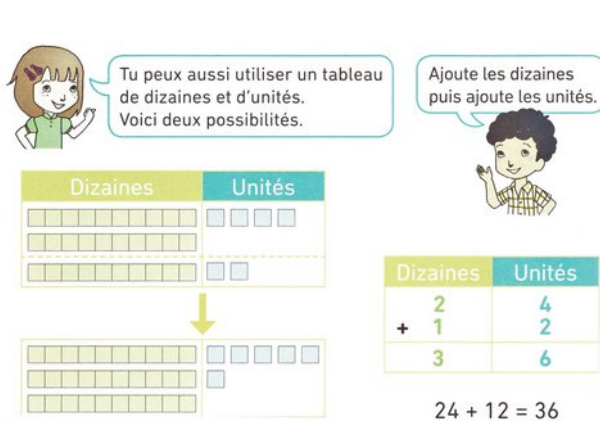 Tu peux aussi utiliser un tableau
de dizaines et d'unités.
Voici deux possibilités.
Ajoute les dizaines
puis ajoute les unités.
Dizaines Unités
Dizaines Unités
2 4
+ 1 2
3 6
24 + 12 = 36